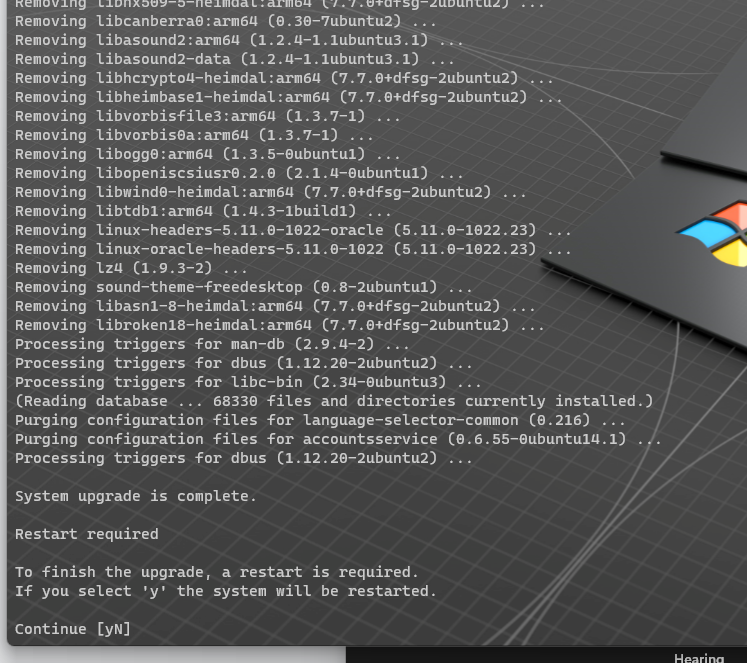 Removing libhx509-5-heimdal:arm64 (7.7.0+dfsg-2ubuntu2) ...
Removing libcanberra0:arm64 (0.30-7ubuntu2) ...
Removing libasound2:arm64 (1.2.4-1.1ubuntu3.1) ...
Removing libasound2-data (1.2.4-1.1ubuntu3.1) ...
Removing libhcrypto4-heimdal:arm64 (7.7.0+dfsg-2ubuntu2) ...
Removing libheimbase1-heimdal:arm64 (7.7.0+dfsg-2ubuntu2) ...
Removing libvorbisfile3:arm64 (1.3.7-1) ...
Removing libvorbis0a:arm64 (1.3.7-1) ...
Removing libogg0:arm64 (1.3.5-0ubuntu1) ...
Removing libopeniscsiusr0.2.0 (2.1.4-0ubuntu1) ...
Removing libwind0-heimdal:arm64 (7.7.0+dfsg-2ubuntu2) ...
Removing libtdb1:arm64 (1.4.3-1build1) ...
Removing linux-headers-5.11.0-1022-oracle (5.11.0-1022.23) ...
Removing linux-oracle-headers-5.11.0-1022 (5.11.0-1022.23) ...
Removing lz4 (1.9.3-2) ...
Removing sound-theme-freedesktop (0.8-2ubuntu1) ...
Removing libasn1-8-heimdal:arm64 (7.7.0+dfsg-2ubuntu2) ...
Removing libroken18-heimdal:arm64 (7.7.0+dfsg-2ubuntu2) ...
Processing triggers for man-db (2.9.4-2) ...
Processing triggers for dbus (1.12.20-2ubuntu2) ...
Processing triggers for libc-bin (2.34-0ubuntu3) ...
(Reading database ... 68330 files and directories currently installed.)
Purging configuration files for language-selector-common (0.216) ...
Purging configuration files for accountsservice (0.6.55-0ubuntu14.1) ...
Processing triggers for dbus (1.12.20-2ubuntu2) ...
System upgrade is complete.
Restart required
To finish the upgrade, a restart is required.
If you select 'y' the system will be restarted.
Continue [yN]
Hearing